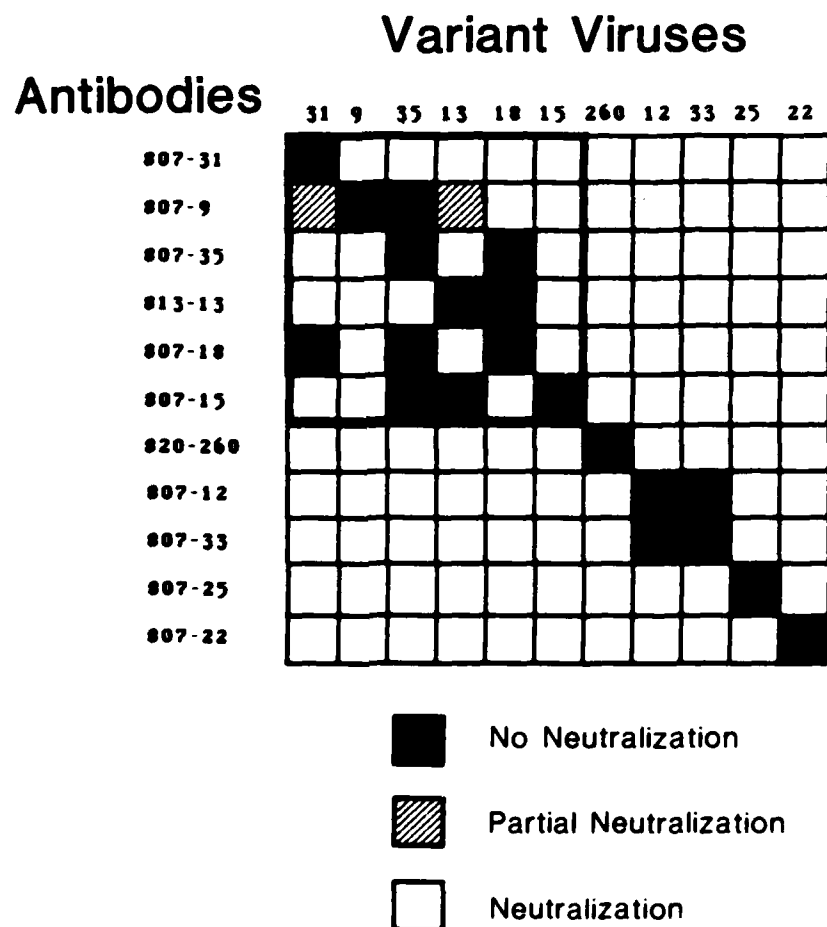 Variant Viruses
Antibodies
31 9 35 13 18 15 260 12 33 25 22
807-31
807-9
807-35
813-13
807-18
807-15
820-260
807-12
807-33
807-25
807-22
No Neutralization
Partial Neutralization
Neutralization